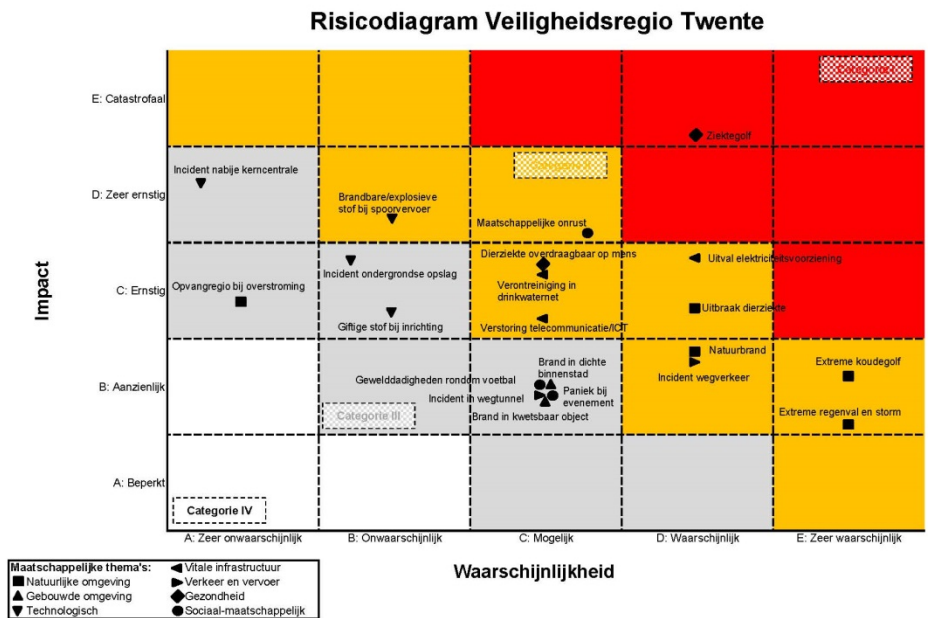 Risicodiagram Veiligheidsregio Twente
Categorie I
E: Catastrofaal
Ziektegolf
Categorie II
Incident nabije kerncentrale
D: Zeer ernstig
Brandbare/explosieve
stof bij spoorvervoer
Maatschappelijke onrust
Dierziekte overdraagbaar op mens
Uitval elektriciteitsvoorziening
Incident ondergrondse opslag
Impact
C: Ernstig
Opvangregio bij overstroming
Verontreiniging in
drinkwaternet
Uitbraak dierziekte
Giftige stof bij inrichting
Verstoring telecommunicatie/ICT
Natuurbrand
Brand in dichte
binnenstad
Extreme koudegolf
Gewelddadigheden rondom voetbal
Incident wegverkeer
B: Aanzienlijk
Incident in wegtunnel
Paniek bij
evenement
Categorie III
Brand in kwetsbaar object
Extreme regenval en storm
A: Beperkt
Categorie IV
A: Zeer onwaarschijnlijk
B: Onwaarschijnlijk
C: Mogelijk
D: Waarschijnlijk
E: Zeer waarschijnlijk
Waarschijnlijkheid
Maatschappelijke thema's:
Natuurlijke omgeving
Gebouwde omgeving
Technologisch
Vitale infrastructuur
Verkeer en vervoer
Gezondheid
Sociaal-maatschappelijk